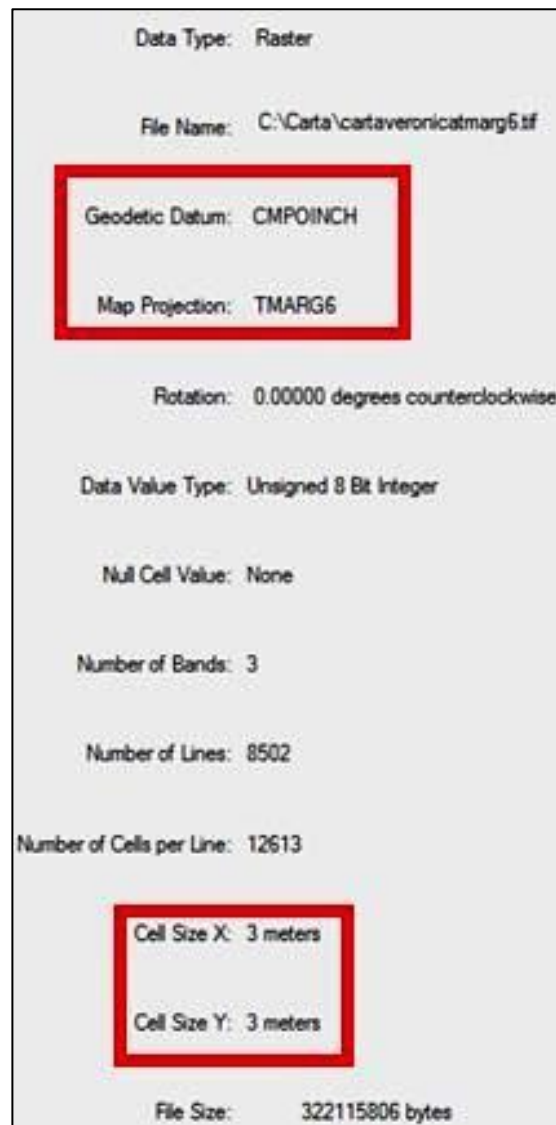 Data Type: Raster
File Name: C:\Carta\cartaveronicatmarg6.tif
Geodetic Datum: CMPOINCH
Map Projection: TMARG6
Rotation: 0.00000 degrees counterclockwise
Data Value Type: Unsigned 8 Bit Integer
Null Cell Value: None
Number of Bands: 3
Number of Lines: 8502
Number of Cells per Line: 12613
Cell Size X: 3 meters
Cell Size Y: 3 meters
File Size: 322115806 bytes